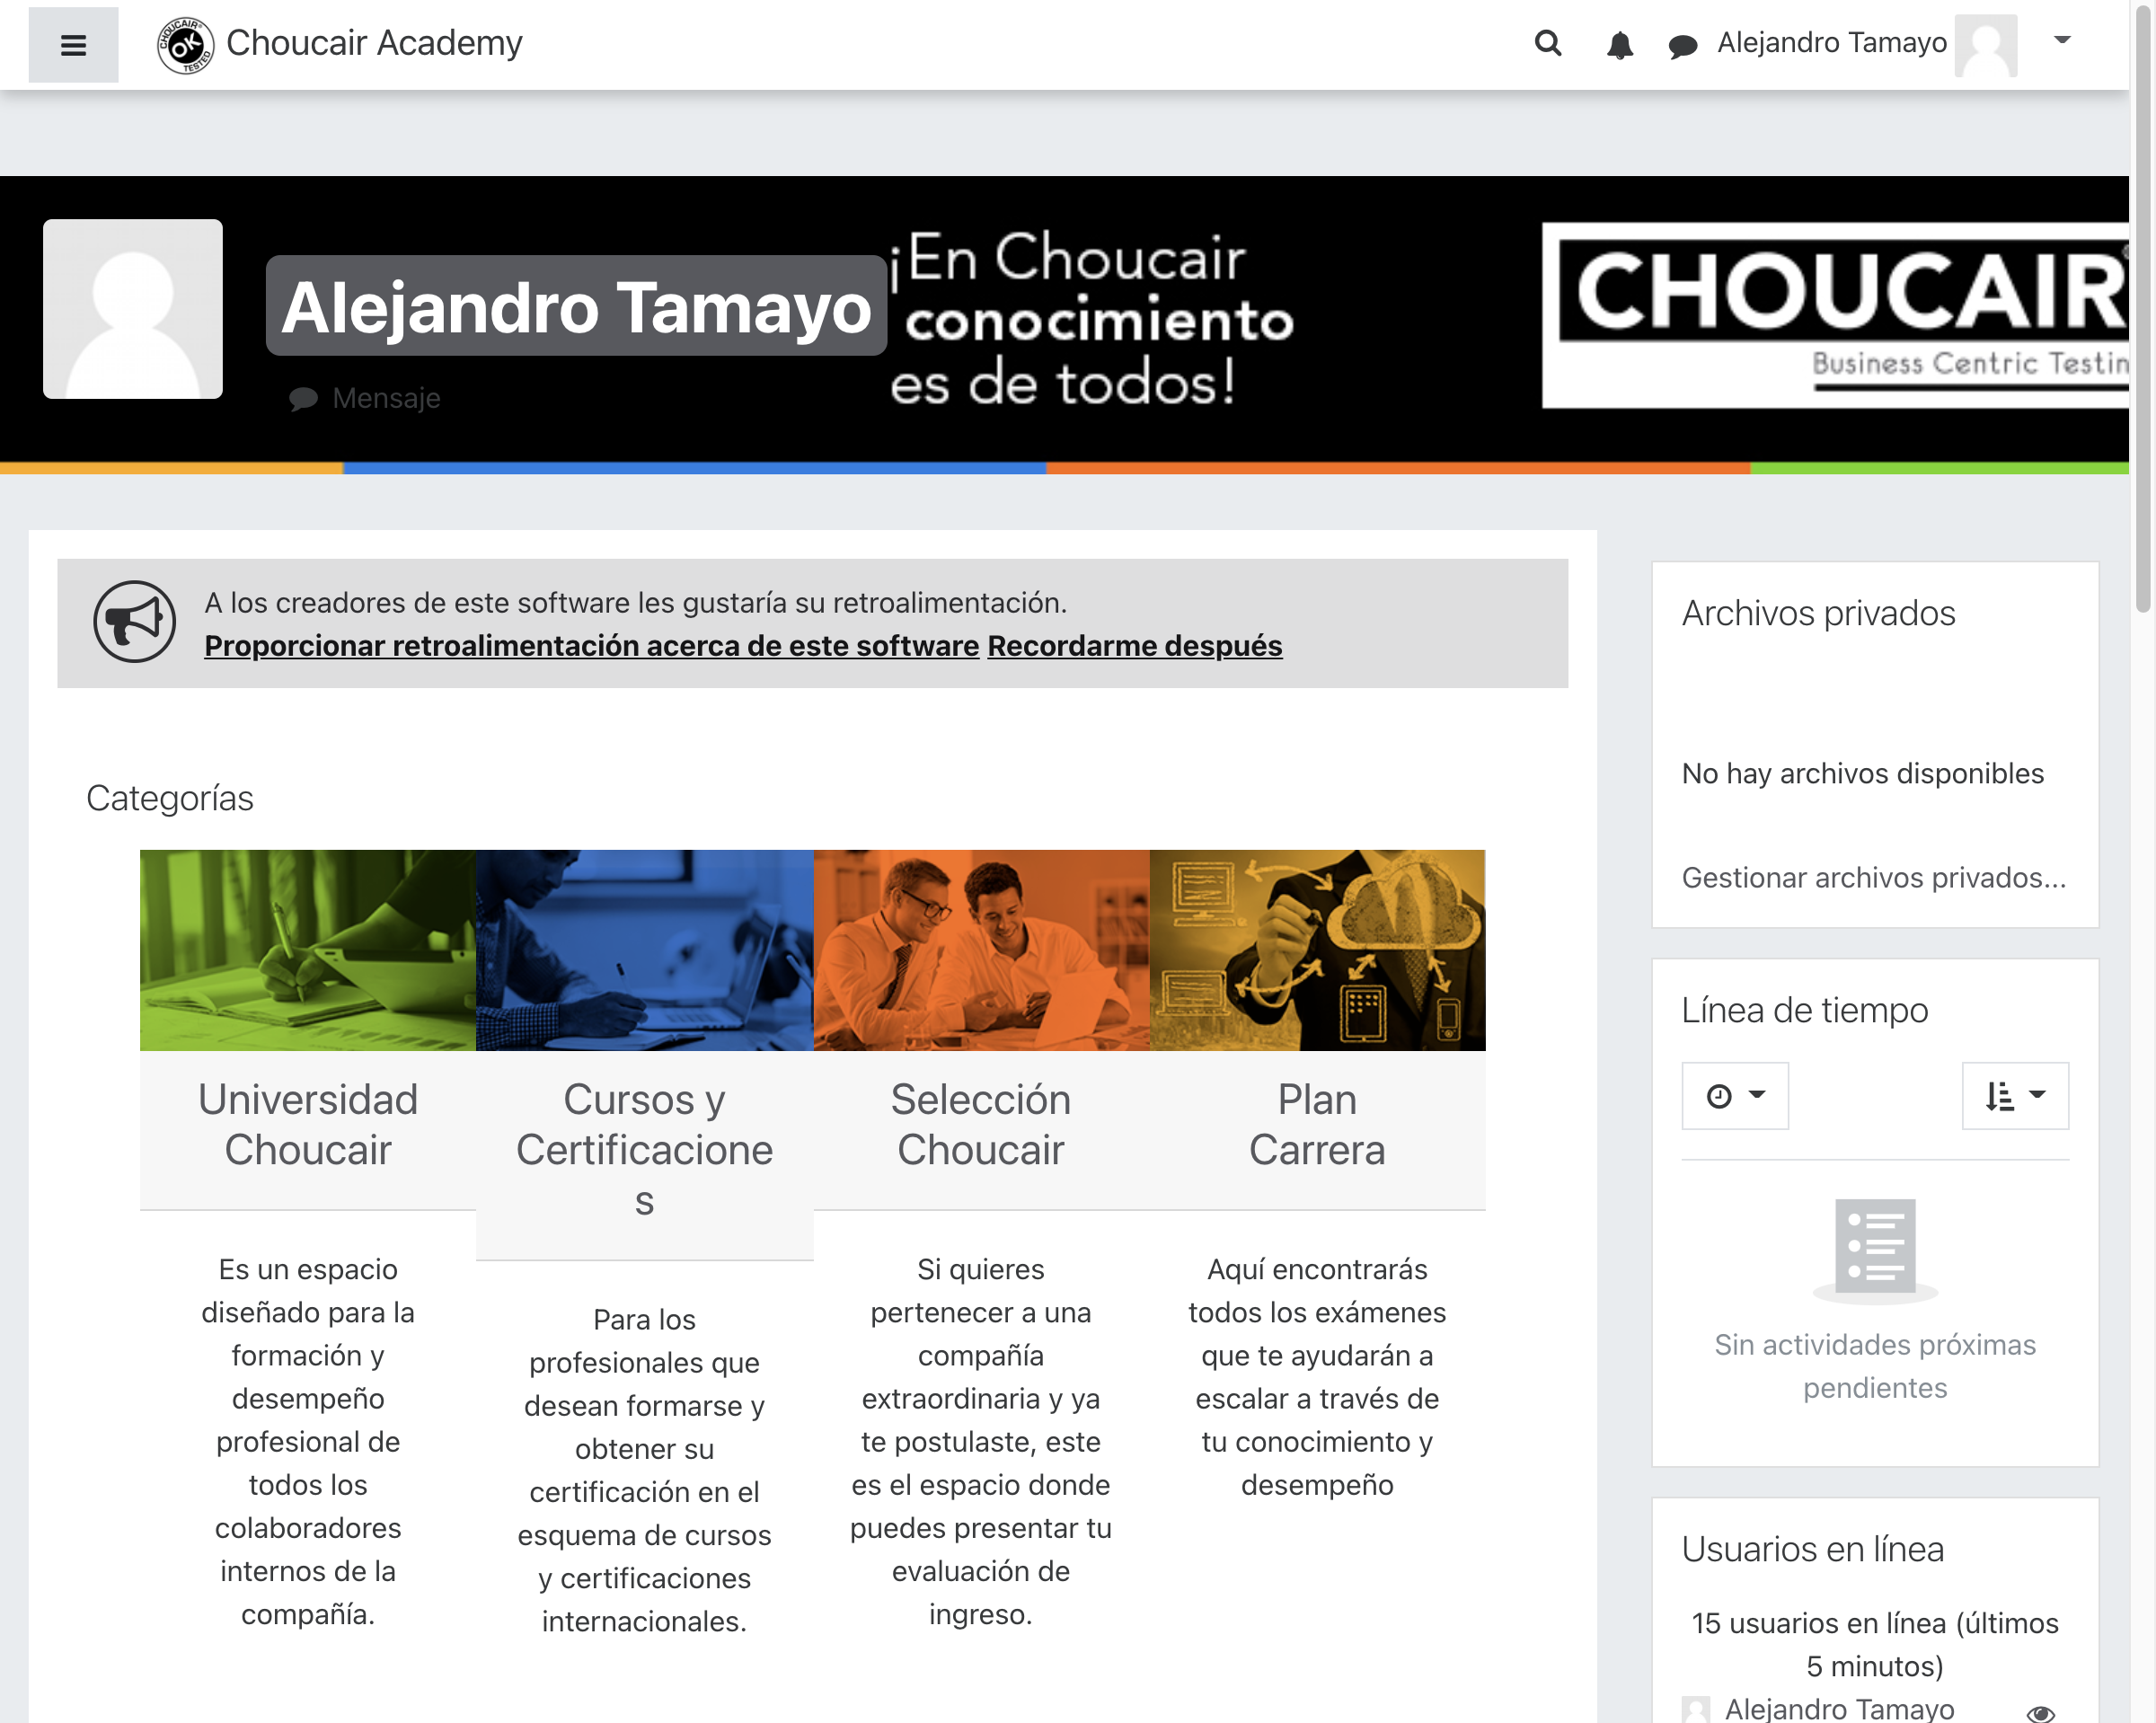 CHOUCAIR®
OK
TESTED
Choucair Academy
Alejandro Tamayo
Alejandro Tamayo
Mensaje
¡En Choucair
conocimiento
es de todos!
CHOUCAIR
Business Centric Testin
A los creadores de este software les gustaría su retroalimentación.
Proporcionar retroalimentación acerca de este software Recordarme después
Categorías
Universidad
Choucair
Es un espacio
diseñado para la
formación y
desempeño
profesional de
todos los
colaboradores
internos de la
compañía.
Cursos y
Certificacione
s
Para los
profesionales que
desean formarse y
obtener su
certificación en el
esquema de cursos
y certificaciones
internacionales.
Selección
Choucair
Si quieres
pertenecer a una
compañía
extraordinaria y ya
te postulaste, este
es el espacio donde
puedes presentar tu
evaluación de
ingreso.
Plan
Carrera
Aquí encontrarás
todos los exámenes
que te ayudarán a
escalar a través de
tu conocimiento y
desempeño
Archivos privados
No hay archivos disponibles
Gestionar archivos privados...
Línea de tiempo
Sin actividades próximas
pendientes
Usuarios en línea
15 usuarios en línea (últimos
5 minutos)
Alejandro Tamayo